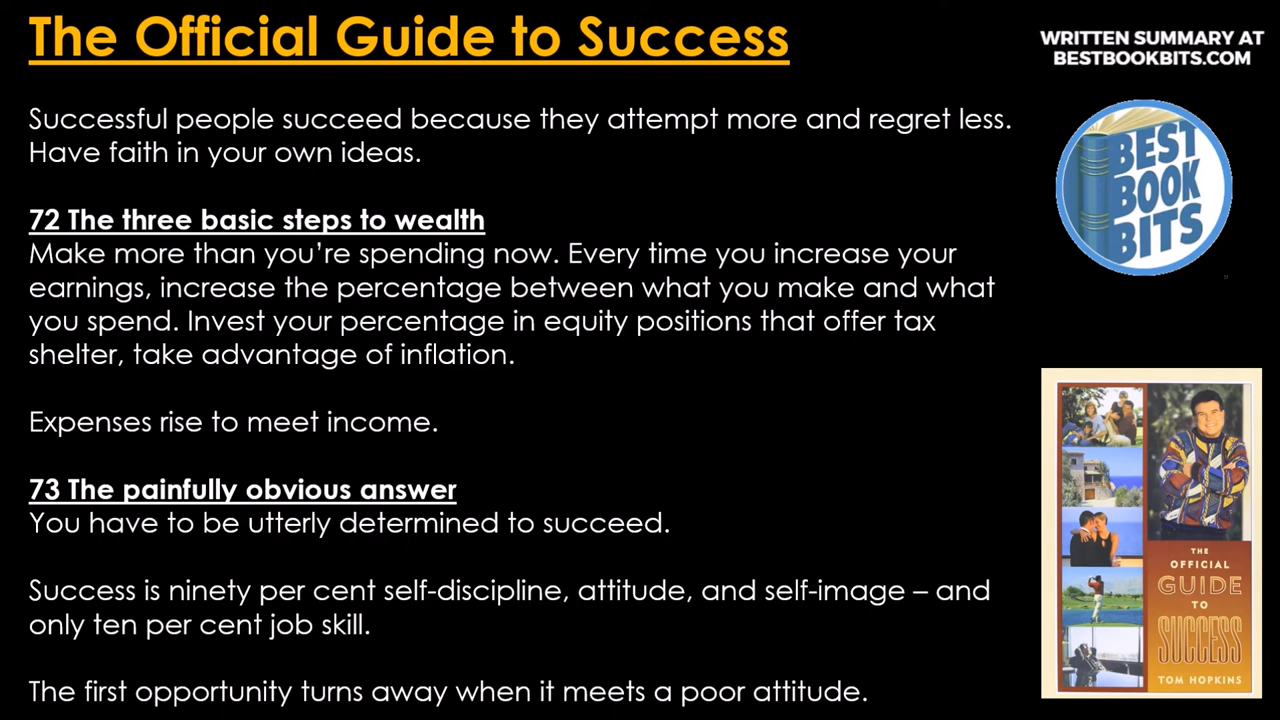 The Official Guide to Success
WRITTEN SUMMARY AT
BESTBOOKBITS.COM
BEST
BOOK
BITS
Successful people succeed because they attempt more and regret less.
Have faith in your own ideas.
72 The three basic steps to wealth
Make more than you’re spending now. Every time you increase your
earnings, increase the percentage between what you make and what
you spend. Invest your percentage in equity positions that offer tax
shelter, take advantage of inflation.
Expenses rise to meet income.
73 The painfully obvious answer
You have to be utterly determined to succeed.
Success is ninety per cent self-discipline, attitude, and self-image – and
only ten per cent job skill.
The first opportunity turns away when it meets a poor attitude.
THE
OFFICIAL
GUIDE
TO
SUCCESS
TOM HOPKINS